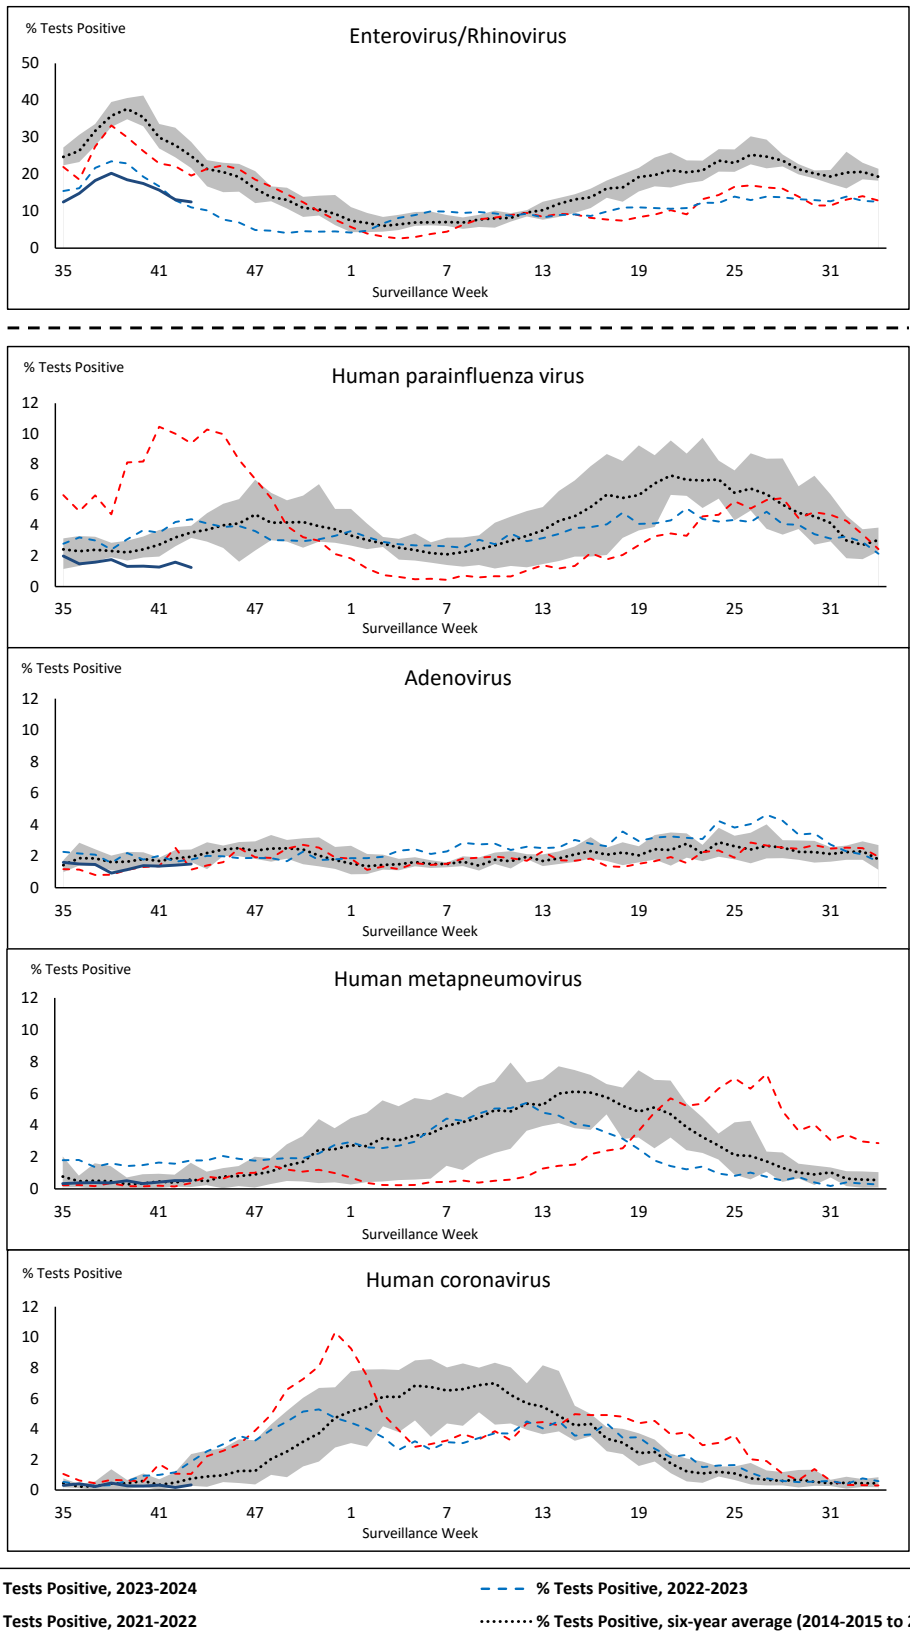 % Tests Positive
Enterovirus/Rhinovirus
50
40
30
20
10
0
35 41 47 1 7 13 19 25 31
Surveillance Week
% Tests Positive
Human parainfluenza virus
12
10
8
6
4
2
0
35 41 47 1 7 13 19 25 31
Surveillance Week
% Tests Positive
Adenovirus
12
10
8
6
4
2
0
35 41 47 1 7 13 19 25 31
Surveillance Week
% Tests Positive
Human metapneumovirus
12
10
8
6
4
2
0
35 41 47 1 7 13 19 25 31
Surveillance Week
% Tests Positive
Human coronavirus
12
10
8
6
4
2
0
35 41 47 1 7 13 19 25 31
Surveillance Week
Tests Positive, 2023-2024 % Tests Positive, 2022-2023
Tests Positive, 2021-2022 % Tests Positive, six-year average (2014-2015 to